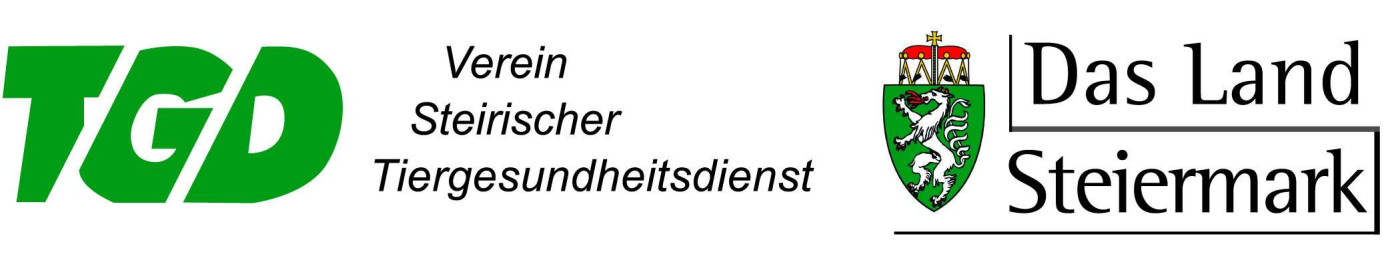 TGD
Verein
Steirischer
Tiergesundheitsdienst
Das Land
Steiermark